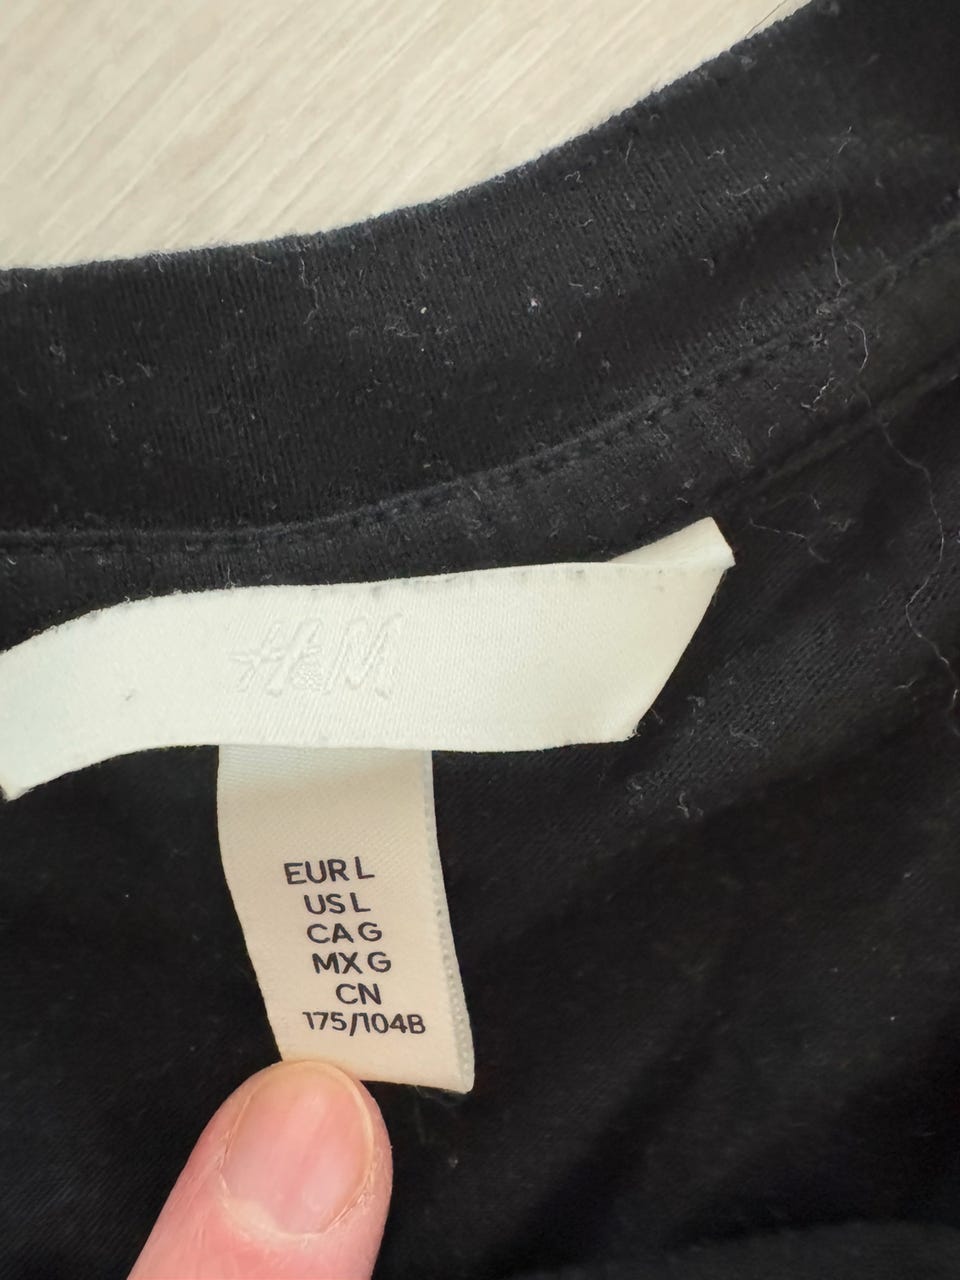 H&M
EUR L
US L
CA G
MX G
CN
175/104B